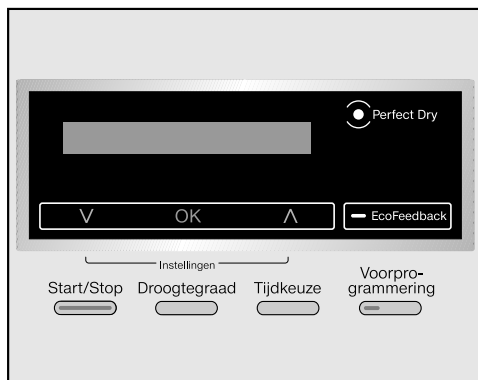 Perfect Dry
∨ OK ∧
EcoFeedback
Instellingen
Start/Stop Droogtegraad Tijdkeuze Voorpro-
grammering